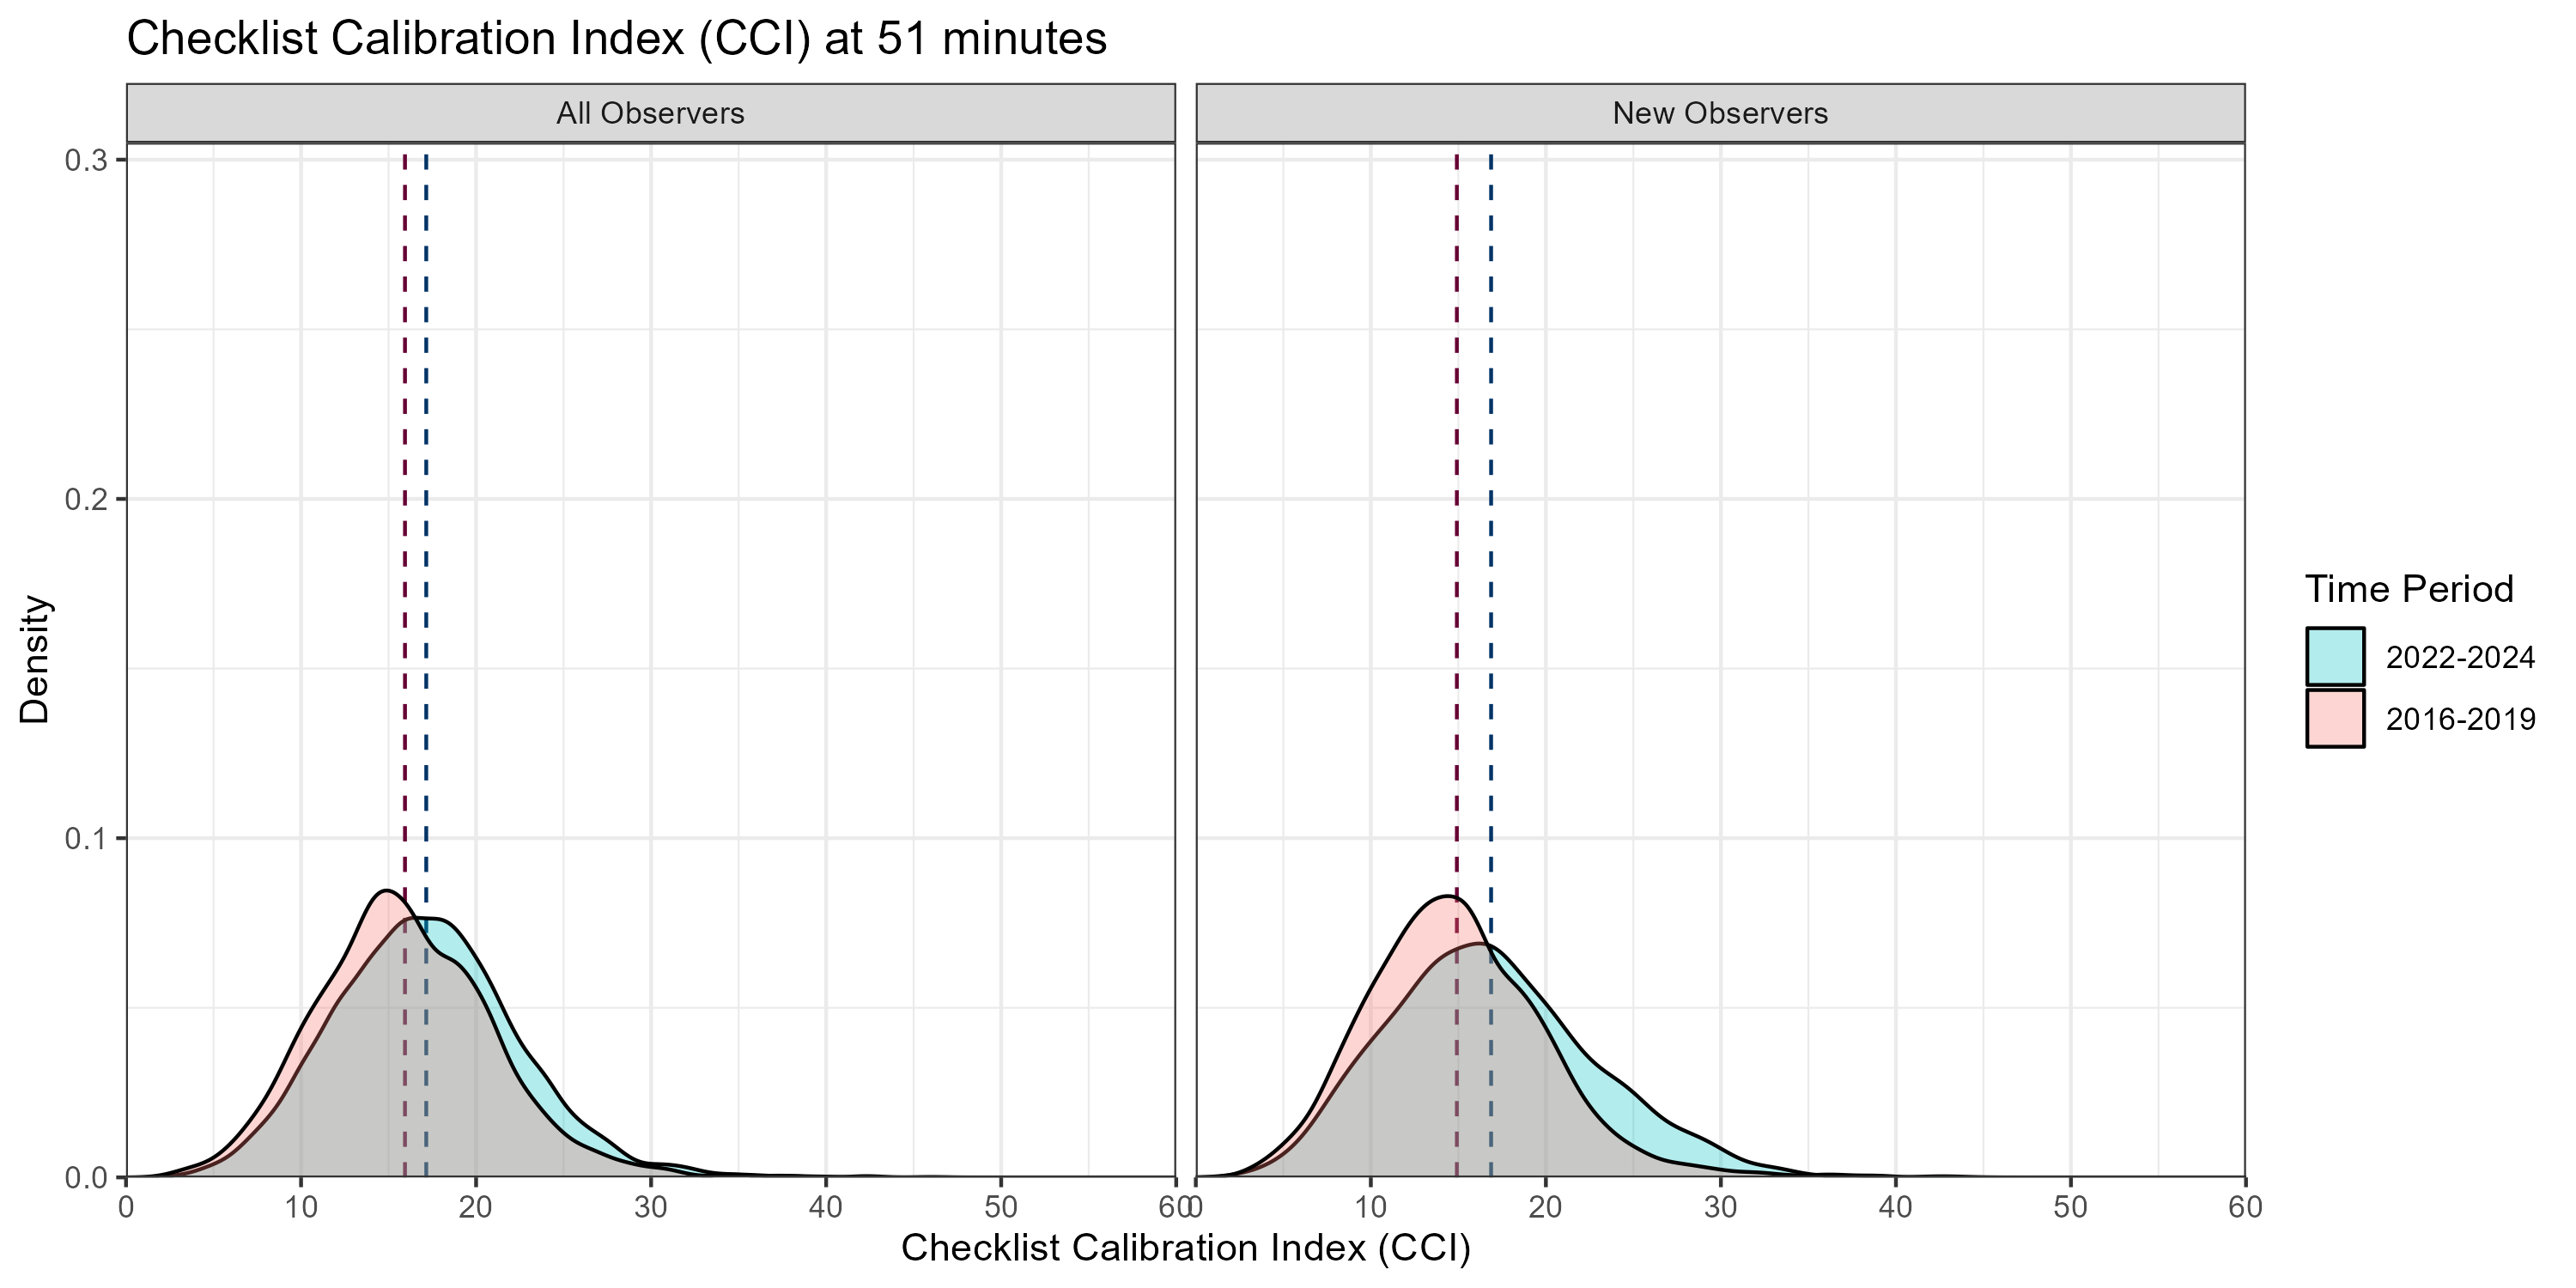 Checklist Calibration Index (CCI) at 51 minutes
All Observers
New Observers
0.3
0.2
0.1
0.0
Density
0 10 20 30 40 50 60
0 10 20 30 40 50 60
Checklist Calibration Index (CCI)
Time Period
2022-2024
2016-2019